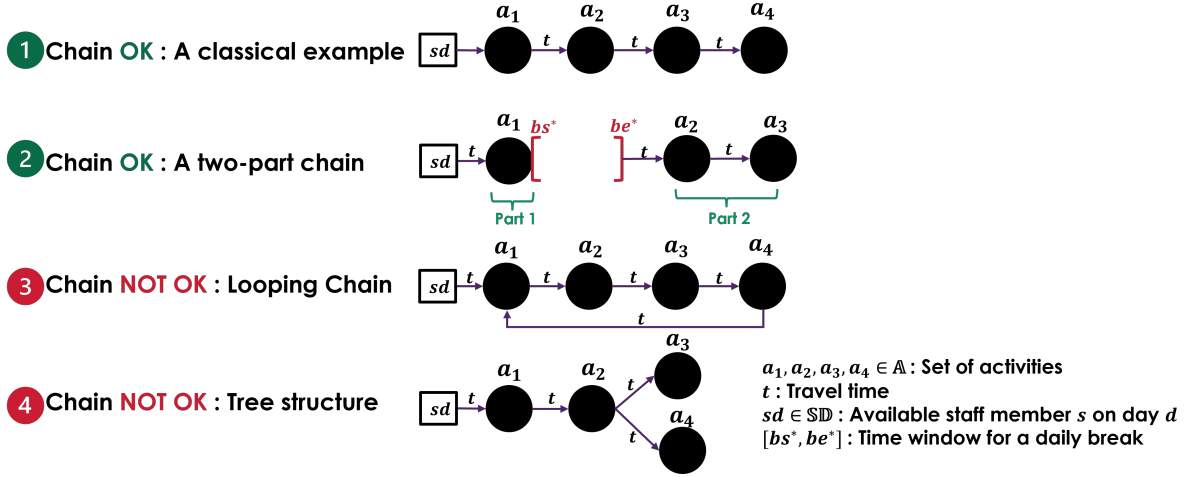 a₁ a₂ a₃ a₄
1 Chain OK : A classical example sd t t t
a₁ bs* be* a₂ a₃
2 Chain OK : A two-part chain sd t t t
Part 1 Part 2
a₁ a₂ a₃ a₄
3 Chain NOT OK : Looping Chain sd t t t t
t
a₃
a₁ a₂
4 Chain NOT OK : Tree structure sd t t t
t
a₄
a₁, a₂, a₃, a₄ ∈ 𝔸 : Set of activities
t : Travel time
sd ∈ 𝕊𝔻 : Available staff member s on day d
[bs*, be*] : Time window for a daily break